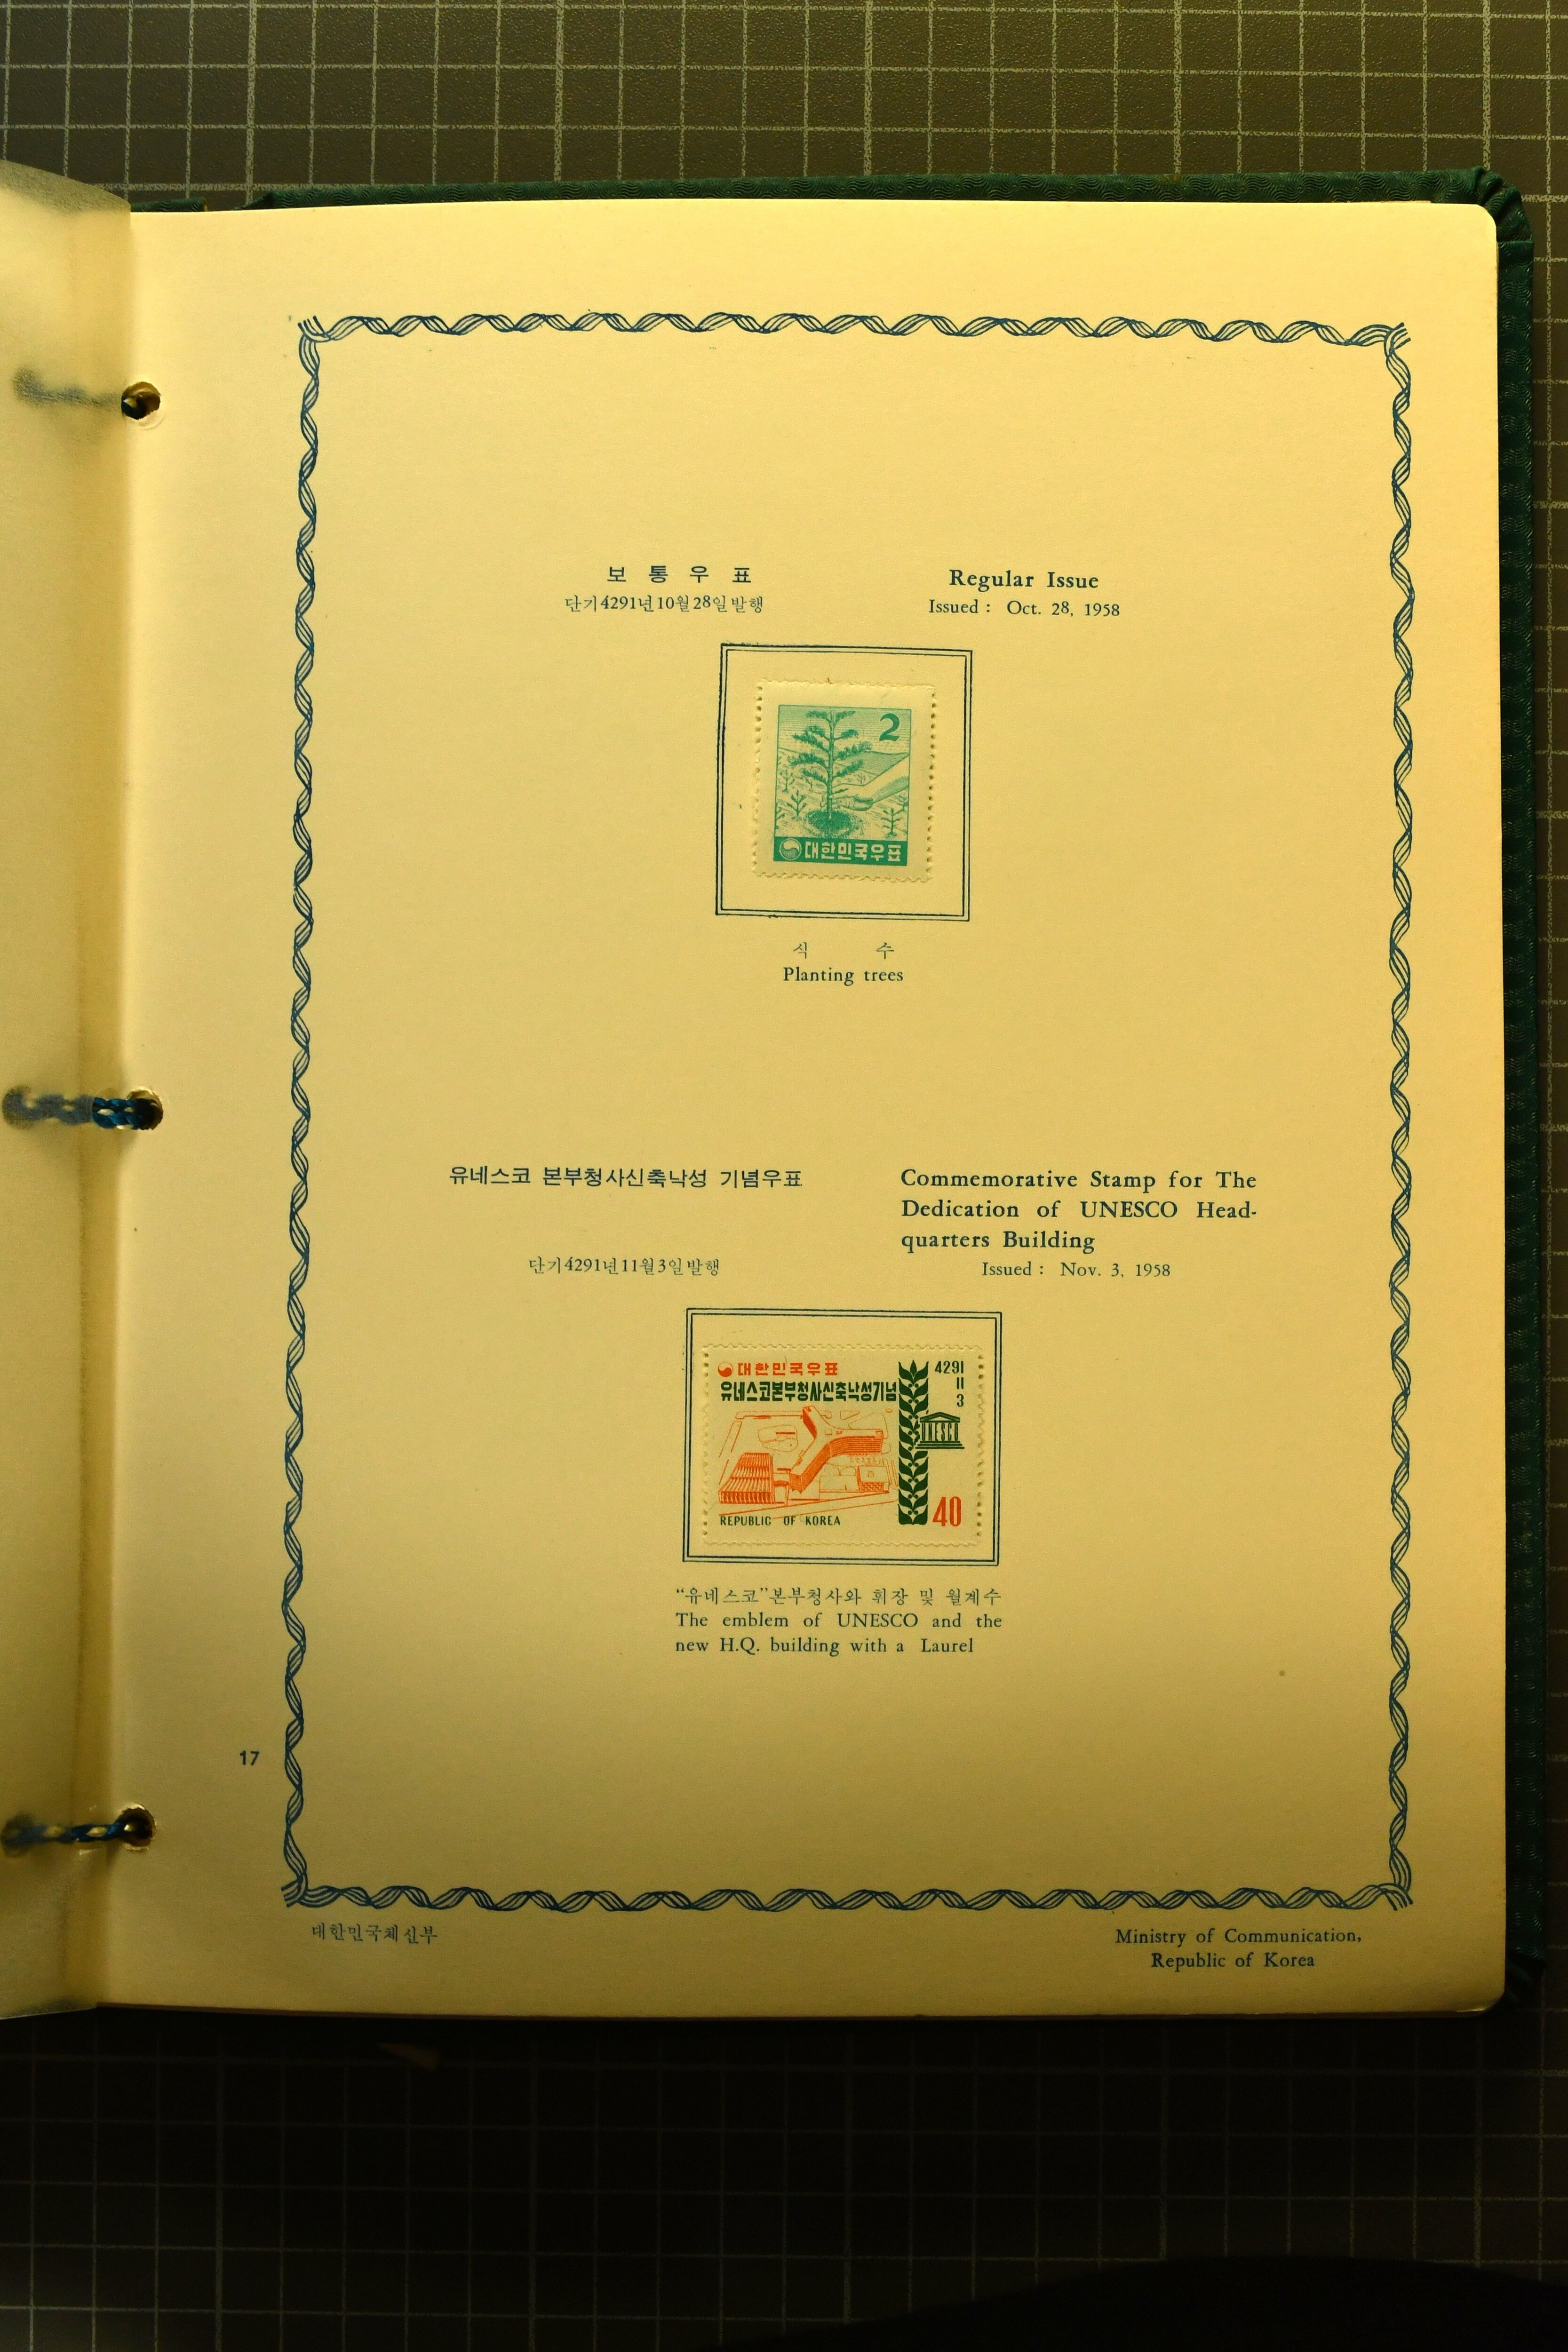 보통우표
단기4291년10월28일발행
Regular Issue
Issued: Oct. 28, 1958
2
대한민국우표
식 수
Planting trees
유네스코 본부청사신축낙성 기념우표
단기4291년11월3일발행
Commemorative Stamp for The
Dedication of UNESCO Head-
quarters Building
Issued: Nov. 3, 1958
대한민국우표
유네스코본부청사신축낙성기념
4291
11
3
UNESCO
REPUBLIC OF KOREA
40
“유네스코”본부청사와 휘장 및 월계수
The emblem of UNESCO and the
new H.Q. building with a Laurel
17
대한민국체신부
Ministry of Communication,
Republic of Korea